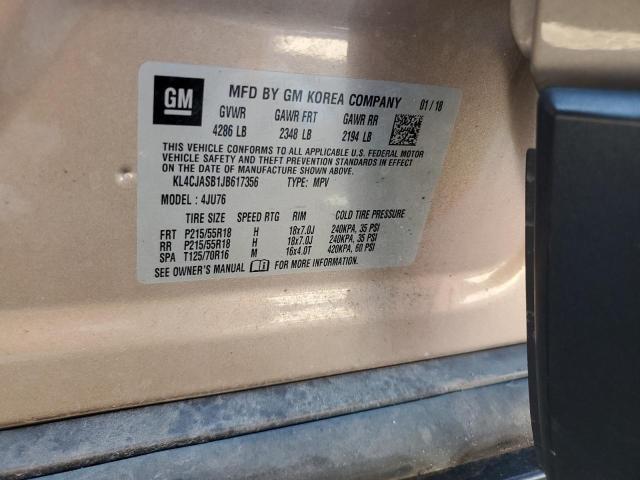 GM
MFD BY GM KOREA COMPANY 01/18
GVWR GAWR FRT GAWR RR
4286 LB 2348 LB 2194 LB
THIS VEHICLE CONFORMS TO ALL APPLICABLE U.S. FEDERAL MOTOR
VEHICLE SAFETY AND THEFT PREVENTION STANDARDS IN EFFECT
ON THE DATE OF MANUFACTURE SHOWN ABOVE.
KL4CJASB1JB617356 TYPE: MPV
MODEL : 4JU76
TIRE SIZE SPEED RTG RIM COLD TIRE PRESSURE
FRT P215/55R18 H 18x7.0J 240KPA, 35 PSI
RR P215/55R18 H 18x7.0J 240KPA, 35 PSI
SPA T125/70R16 M 16x4.0T 420KPA, 60 PSI
SEE OWNER'S MANUAL FOR MORE INFORMATION